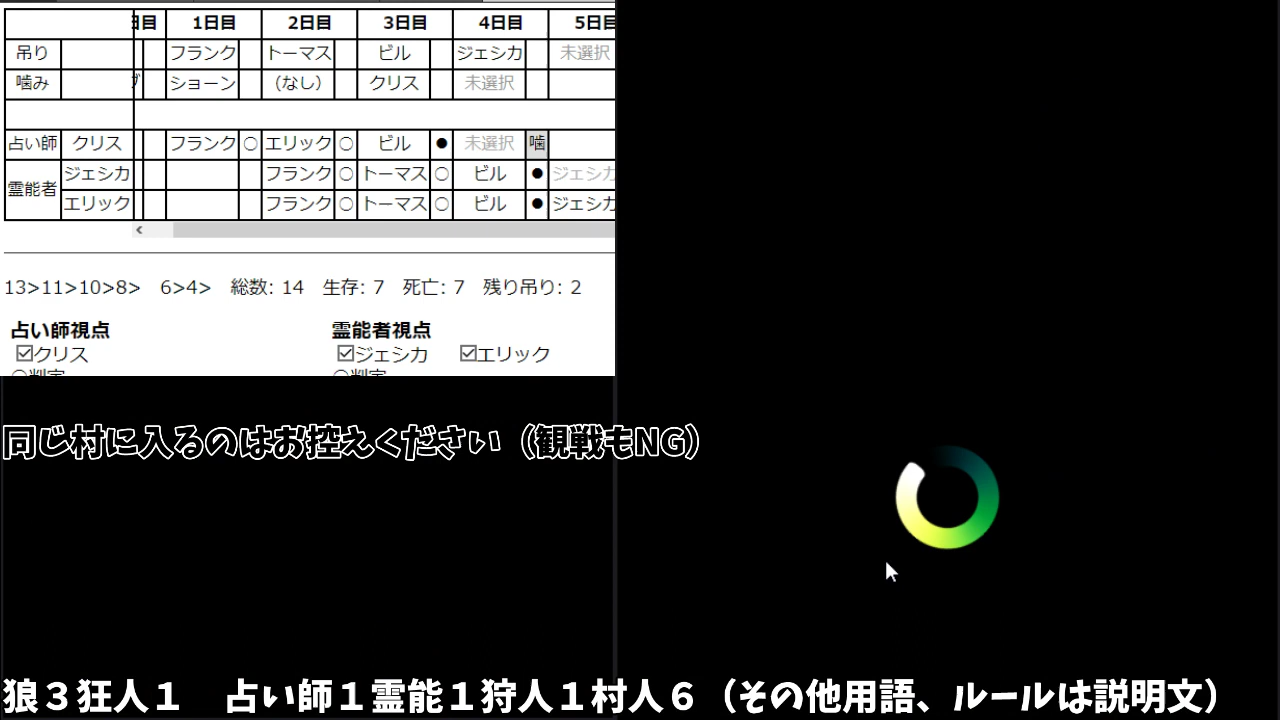 日目 1日目 2日目 3日目 4日目 5日目
吊り フランク トーマス ビル ジェシカ 未選択
噛み ショーン (なし) クリス 未選択
占い師 クリス フランク ○ エリック ○ ビル ● 未選択 噛
霊能者 ジェシカ フランク ○ トーマス ○ ビル ● ジェシカ
エリック フランク ○ トーマス ○ ビル ● ジェシカ
13>11>10>8> 6>4> 総数: 14 生存: 7 死亡: 7 残り吊り: 2
占い師視点 霊能者視点
☑クリス ☑ジェシカ ☑エリック
○判定 ○判定
同じ村に入るのはお控えください（観戦もNG）
狼３狂人１ 占い師１霊能１狩人１村人６（その他用語、ルールは説明文）